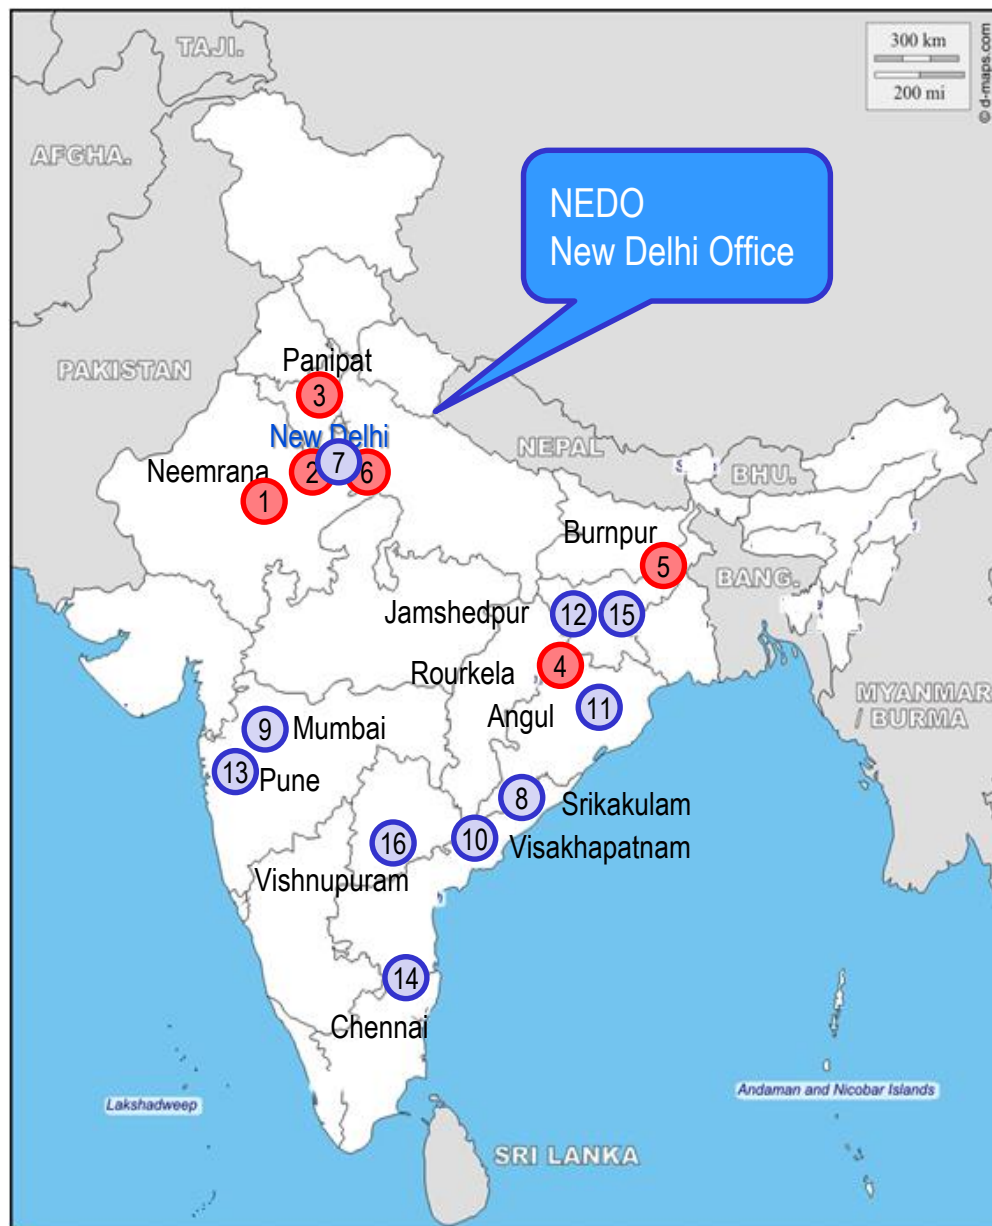 TAJI.
300 km
200 mi
© d-maps.com
AFGHA.
NEDO
New Delhi Office
PAKISTAN
Panipat
3
New Delhi
NEPAL
Neemrana
2
7
6
BHU.
1
Burnpur
5
BANG.
Jamshedpur
12
15
Rourkela
4
MYANMAR
/ BURMA
Angul
11
9
Mumbai
13
Pune
8
Srikakulam
10
Visakhapatnam
16
Vishnupuram
14
Chennai
Andaman and Nicobar Islands
Lakshadweep
SRI LANKA